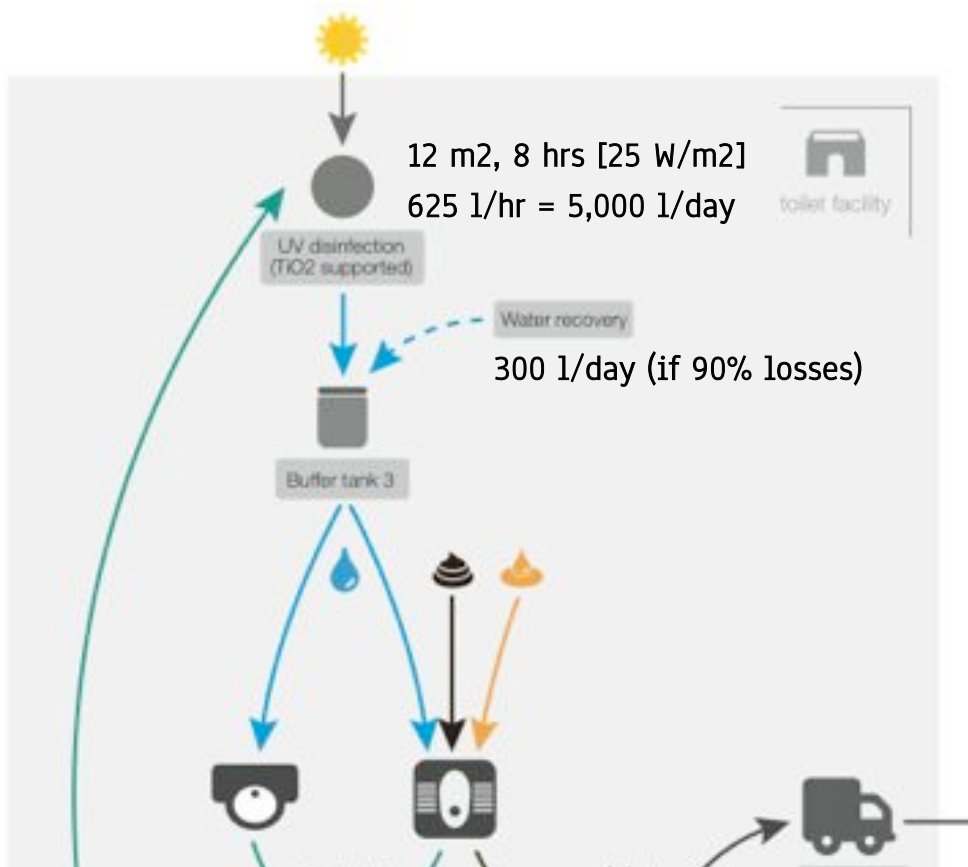 12 m2, 8 hrs [25 W/m2]
625 l/hr = 5,000 l/day
toilet facility
UV disinfection
(TiO2 supported)
Water recovery
300 l/day (if 90% losses)
Buffer tank 3